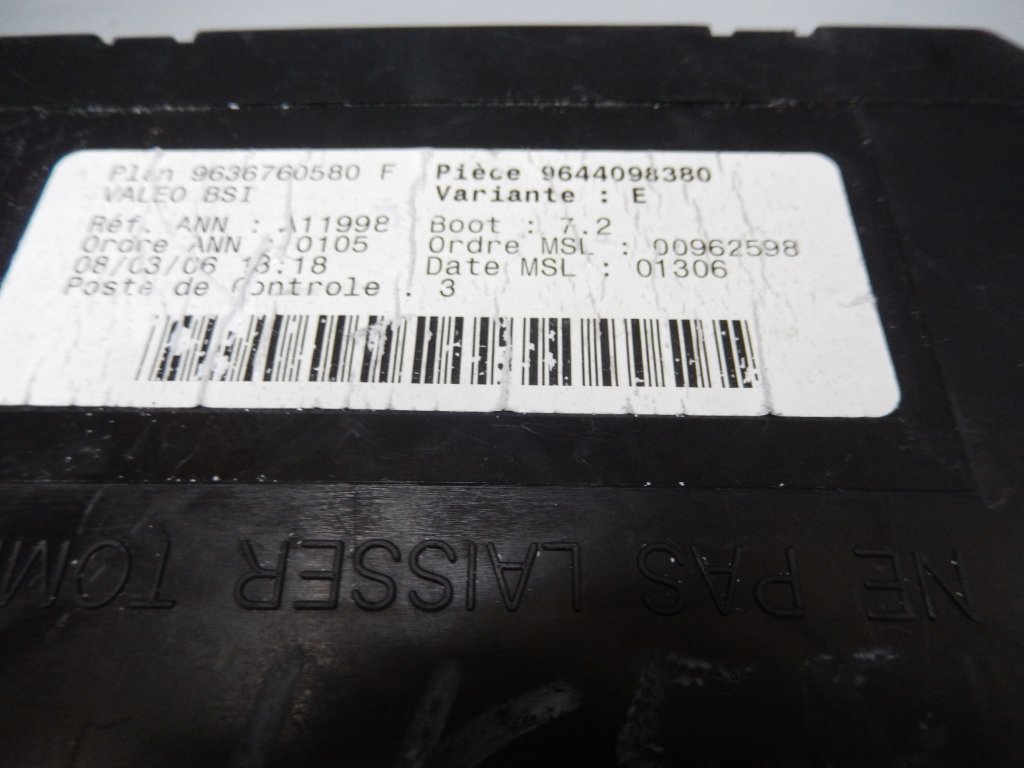 Plan 9636760580 F Pièce 9644098380
VALEO BSI Variante : E
Réf. ANN : A11998 Boot : 7.2
Ordre ANN : 0105 Ordre MSL : 00962598
08/03/06 13.18 Date MSL : 01306
Poste de Controle . 3
NE PAS LAISSER TOM